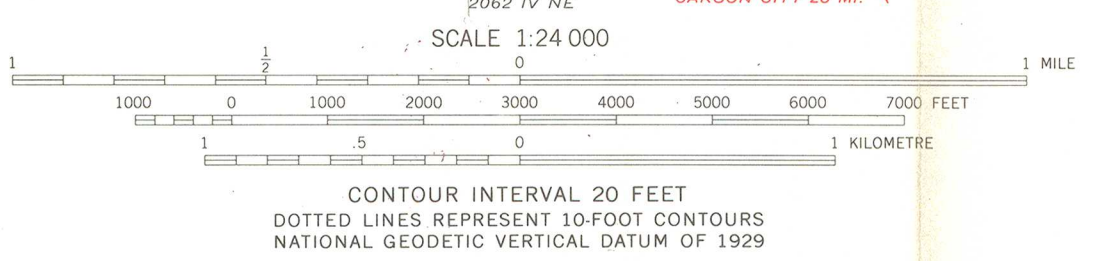 2062 IV NE
CARSON CITY 25 MI.
SCALE 1:24 000
1 1/2 0 1 MILE
1000 0 1000 2000 3000 4000 5000 6000 7000 FEET
1 .5 0 1 KILOMETRE
CONTOUR INTERVAL 20 FEET
DOTTED LINES REPRESENT 10-FOOT CONTOURS
NATIONAL GEODETIC VERTICAL DATUM OF 1929